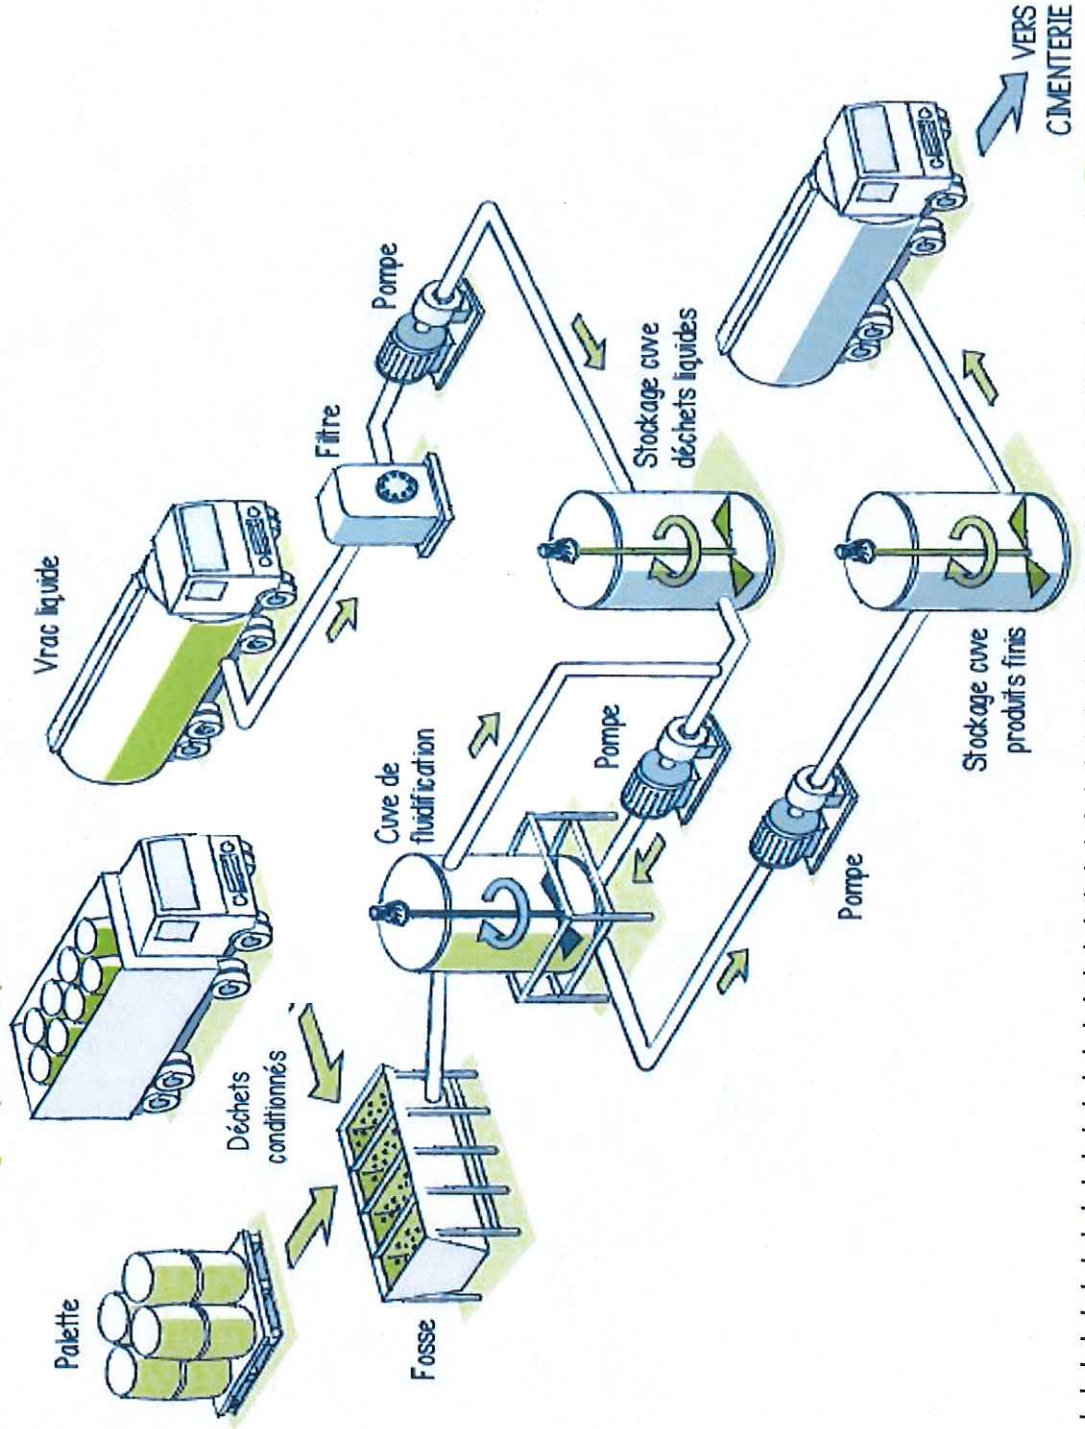 Palette
Déchets
conditionnés
Fosse
Vrac liquide
Cuve de
fluidification
Filtre
Pompe
Pompe
Pompe
Stockage cuve
déchets liquides
Stockage cuve
produits finis
VERS
CIMENTERIE